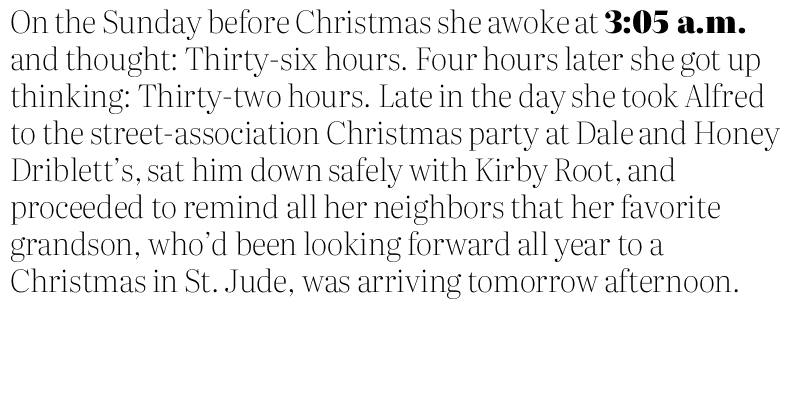 On the Sunday before Christmas she awoke at 3:05 a.m.
and thought: Thirty-six hours. Four hours later she got up
thinking: Thirty-two hours. Late in the day she took Alfred
to the street-association Christmas party at Dale and Honey
Driblett’s, sat him down safely with Kirby Root, and
proceeded to remind all her neighbors that her favorite
grandson, who’d been looking forward all year to a
Christmas in St. Jude, was arriving tomorrow afternoon.